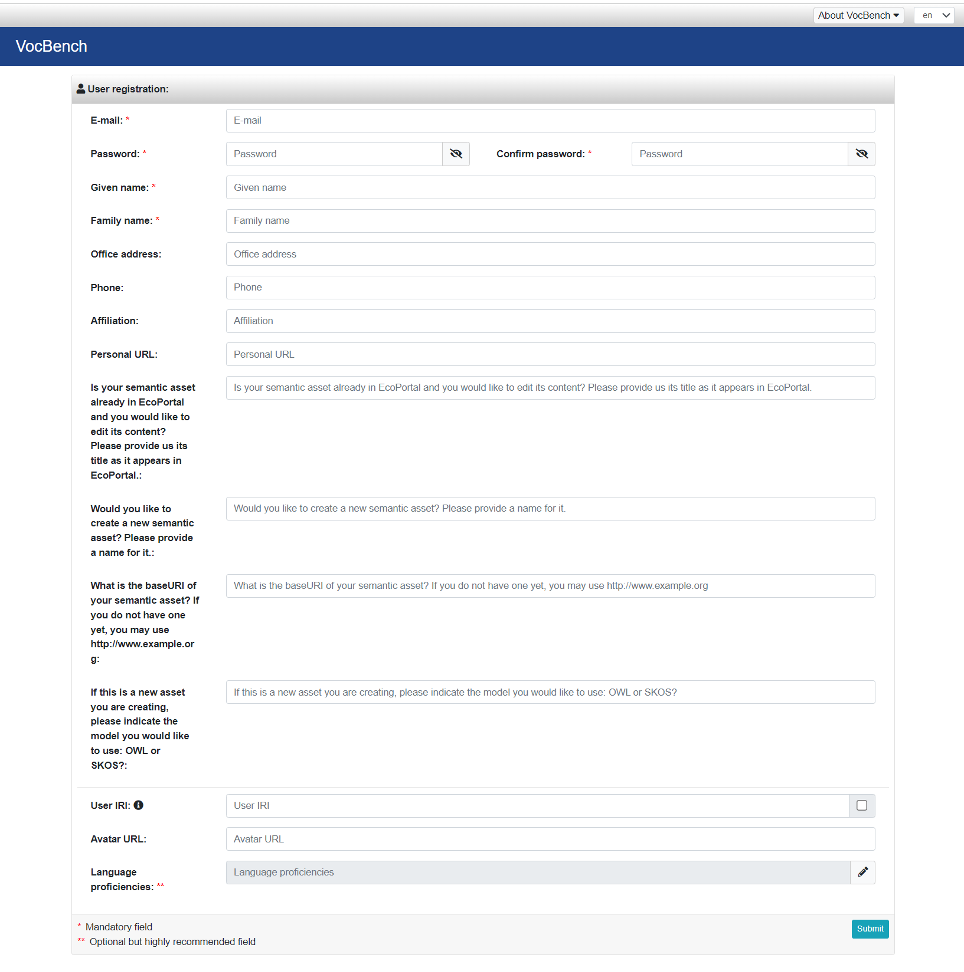 About VocBench
en
VocBench
User registration:
E-mail: * E-mail
Password: * Password Confirm password: * Password
Given name: * Given name
Family name: * Family name
Office address: Office address
Phone: Phone
Affiliation: Affiliation
Personal URL: Personal URL
Is your semantic asset
already in EcoPortal
and you would like to
edit its content?
Please provide us its
title as it appears in
EcoPortal.:
Is your semantic asset already in EcoPortal and you would like to edit its content? Please provide us its title as it appears in EcoPortal.
Would you like to
create a new semantic
asset? Please provide
a name for it.:
Would you like to create a new semantic asset? Please provide a name for it.
What is the baseURI of
your semantic asset? If
you do not have one
yet, you may use
http://www.example.or
g:
What is the baseURI of your semantic asset? If you do not have one yet, you may use http://www.example.org
If this is a new asset
you are creating,
please indicate the
model you would like
to use: OWL or
SKOS?:
If this is a new asset you are creating, please indicate the model you would like to use: OWL or SKOS?
User IRI: User IRI
Avatar URL: Avatar URL
Language
proficiencies: **
Language proficiencies
* Mandatory field
** Optional but highly recommended field
Submit